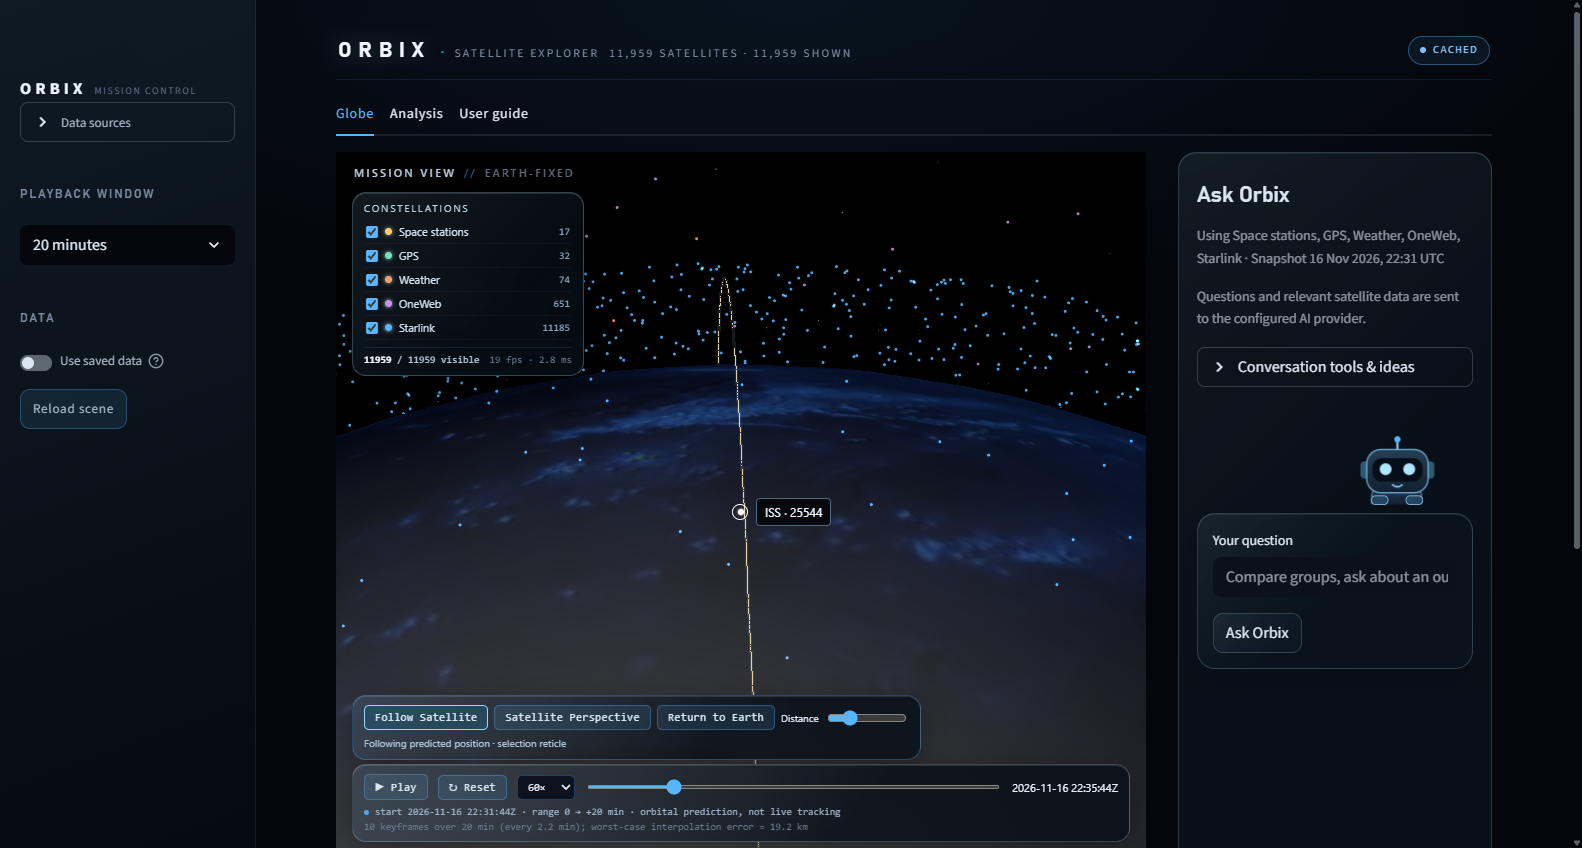 ORBIX MISSION CONTROL
Data sources
PLAYBACK WINDOW
20 minutes
DATA
Use saved data ?
Reload scene
ORBIX · SATELLITE EXPLORER 11,959 SATELLITES · 11,959 SHOWN
CACHED
Globe Analysis User guide
MISSION VIEW // EARTH-FIXED
CONSTELLATIONS
Space stations 17
GPS 32
Weather 74
OneWeb 651
Starlink 11185
11959 / 11959 visible 19 fps · 2.8 ms
ISS · 25544
Follow Satellite Satellite Perspective Return to Earth Distance
Following predicted position · selection reticle
▶ Play ↻ Reset 60× 2026-11-16 22:35:44Z
start 2026-11-16 22:31:44Z · range 0 → +20 min · orbital prediction, not live tracking
10 keyframes over 20 min (every 2.2 min); worst-case interpolation error = 19.2 km
Ask Orbix
Using Space stations, GPS, Weather, OneWeb,
Starlink · Snapshot 16 Nov 2026, 22:31 UTC
Questions and relevant satellite data are sent
to the configured AI provider.
Conversation tools & ideas
Your question
Compare groups, ask about an ou
Ask Orbix